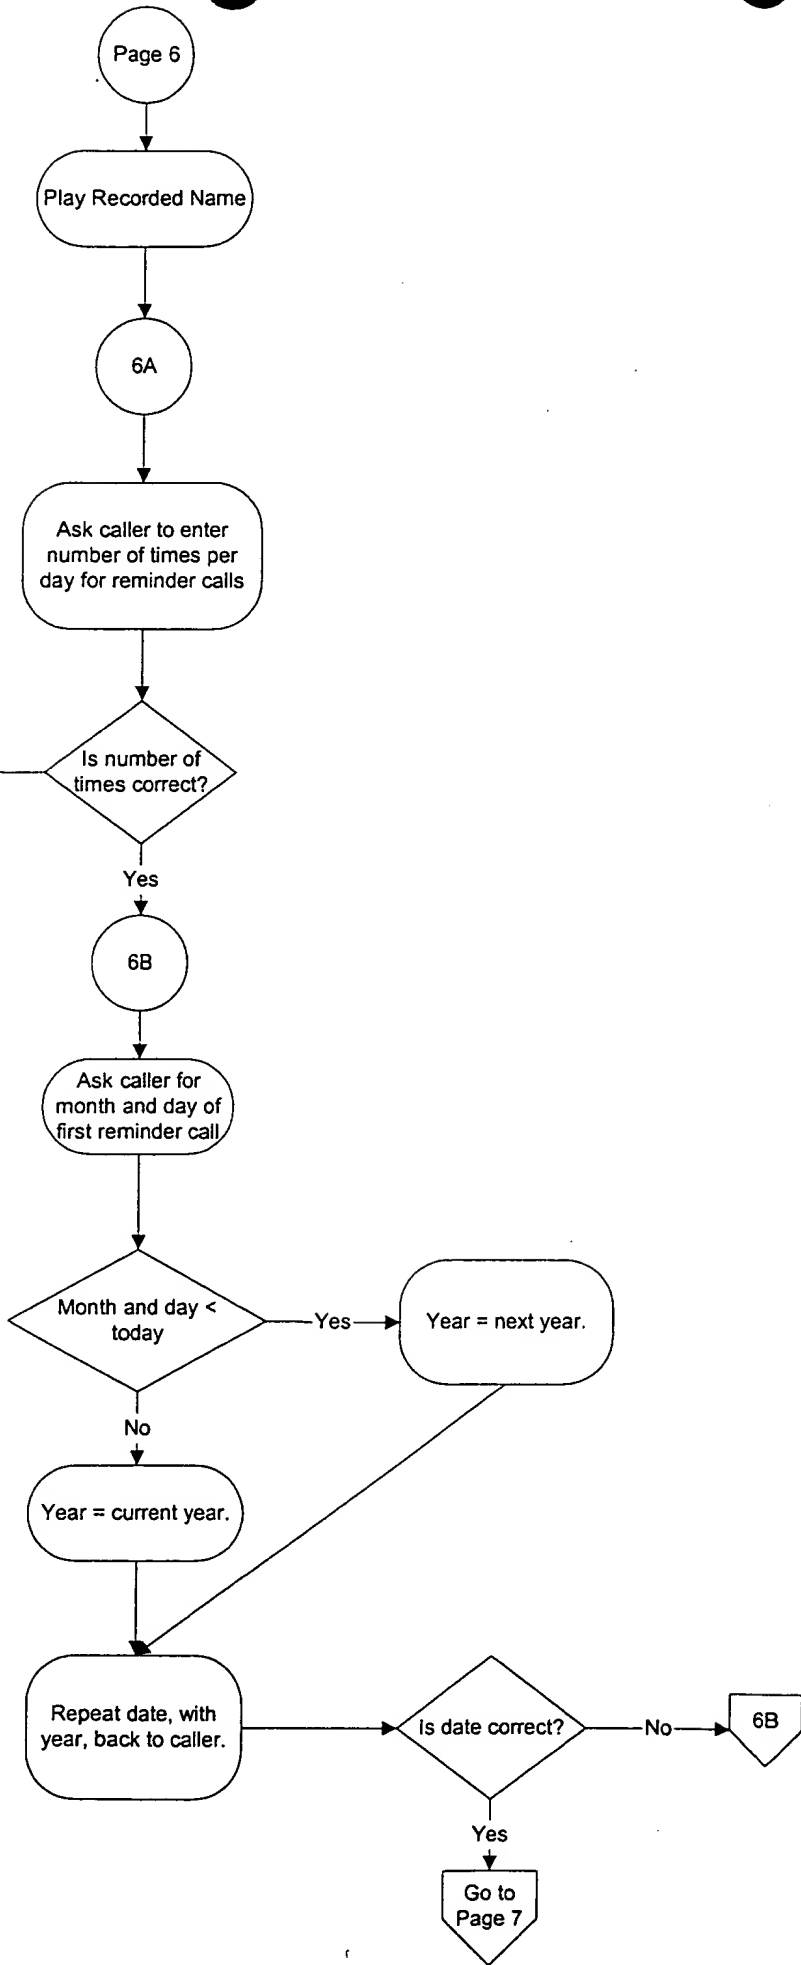 Page 6
Play Recorded Name
6A
Ask caller to enter
number of times per
day for reminder calls
Is number of
times correct?
Yes
6B
Ask caller for
month and day of
first reminder call
Month and day <
today
Yes
Year = next year.
No
Year = current year.
Repeat date, with
year, back to caller.
is date correct?
No
6B
Yes
Go to
Page 7